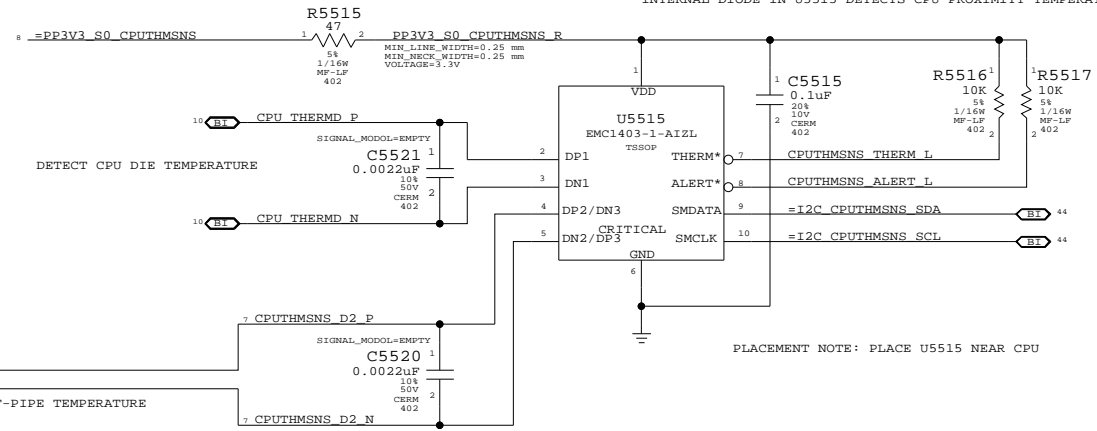 INTERNAL DIODE IN U5515 DETECTS CPU PROXIMITY
R5515
47
8 =PP3V3_S0_CPUTHMSNS 1 2 PP3V3_S0_CPUTHMSNS_R
5%
1/16W
MF-LF
402
MIN_LINE_WIDTH=0.25 mm
MIN_NECK_WIDTH=0.25 mm
VOLTAGE=3.3V
1
VDD
U5515
EMC1403-1-AIZL
TSSOP
2 DP1
3 DN1
4 DP2/DN3
5 DN2/DP3
CRITICAL
GND
6
THERM* 7 CPUTHMSNS_THERM_L
ALERT* 8 CPUTHMSNS_ALERT_L
SMDATA 9 =I2C_CPUTHMSNS_SDA BI 44
SMCLK 10 =I2C_CPUTHMSNS_SCL BI 44
1 C5515
0.1uF
20%
10V
2 CERM
402
R5516 1
10K
5%
1/16W
MF-LF
402 2
1 R5517
10K
5%
1/16W
MF-LF
2 402
10 BI CPU_THERMD_P
SIGNAL_MODOL=EMPTY
C5521 1
0.0022uF
10%
50V
CERM 2
402
DETECT CPU DIE TEMPERATURE
10 BI CPU_THERMD_N
7 CPUTHMSNS_D2_P
SIGNAL_MODOL=EMPTY
C5520 1
0.0022uF
10%
50V
CERM 2
402
T-PIPE TEMPERATURE
7 CPUTHMSNS_D2_N
PLACEMENT NOTE: PLACE U5515 NEAR CPU